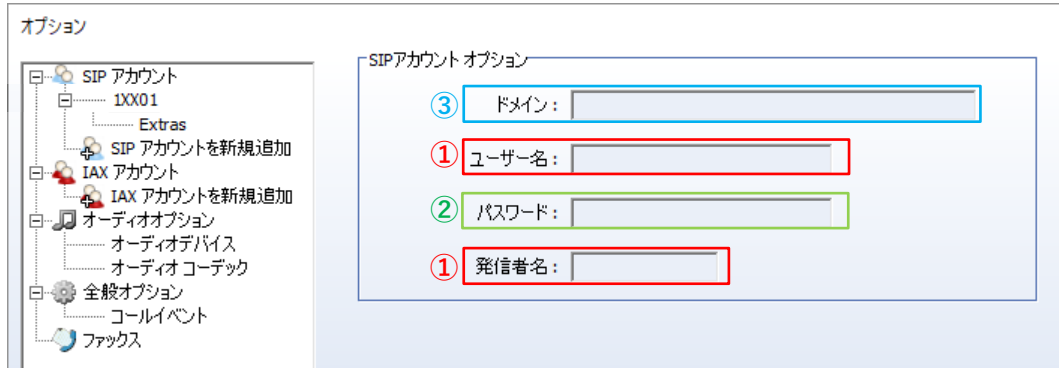 オプション
SIP アカウント
1XX01
Extras
SIP アカウントを新規追加
IAX アカウント
IAX アカウントを新規追加
オーディオオプション
オーディオデバイス
オーディオ コーデック
全般オプション
コールイベント
ファックス
SIPアカウント オプション
③ ドメイン：
① ユーザー名：
② パスワード：
① 発信者名：